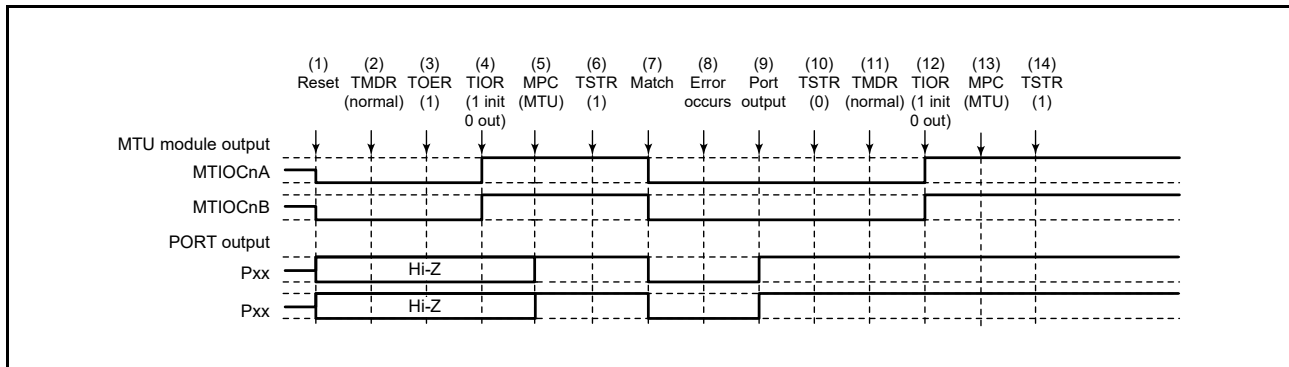 (1) (2) (3) (4) (5) (6) (7) (8) (9) (10) (11) (12) (13) (14)
Reset TMDR TOER TIOR MPC TSTR Match Error Port TSTR TMDR TIOR MPC TSTR
(normal) (1) (1 init (MTU) (1) occurs output (0) (normal) (1 init (MTU) (1)
0 out) 0 out)
MTU module output
MTIOCnA
MTIOCnB
PORT output
Pxx Hi-Z
Pxx Hi-Z